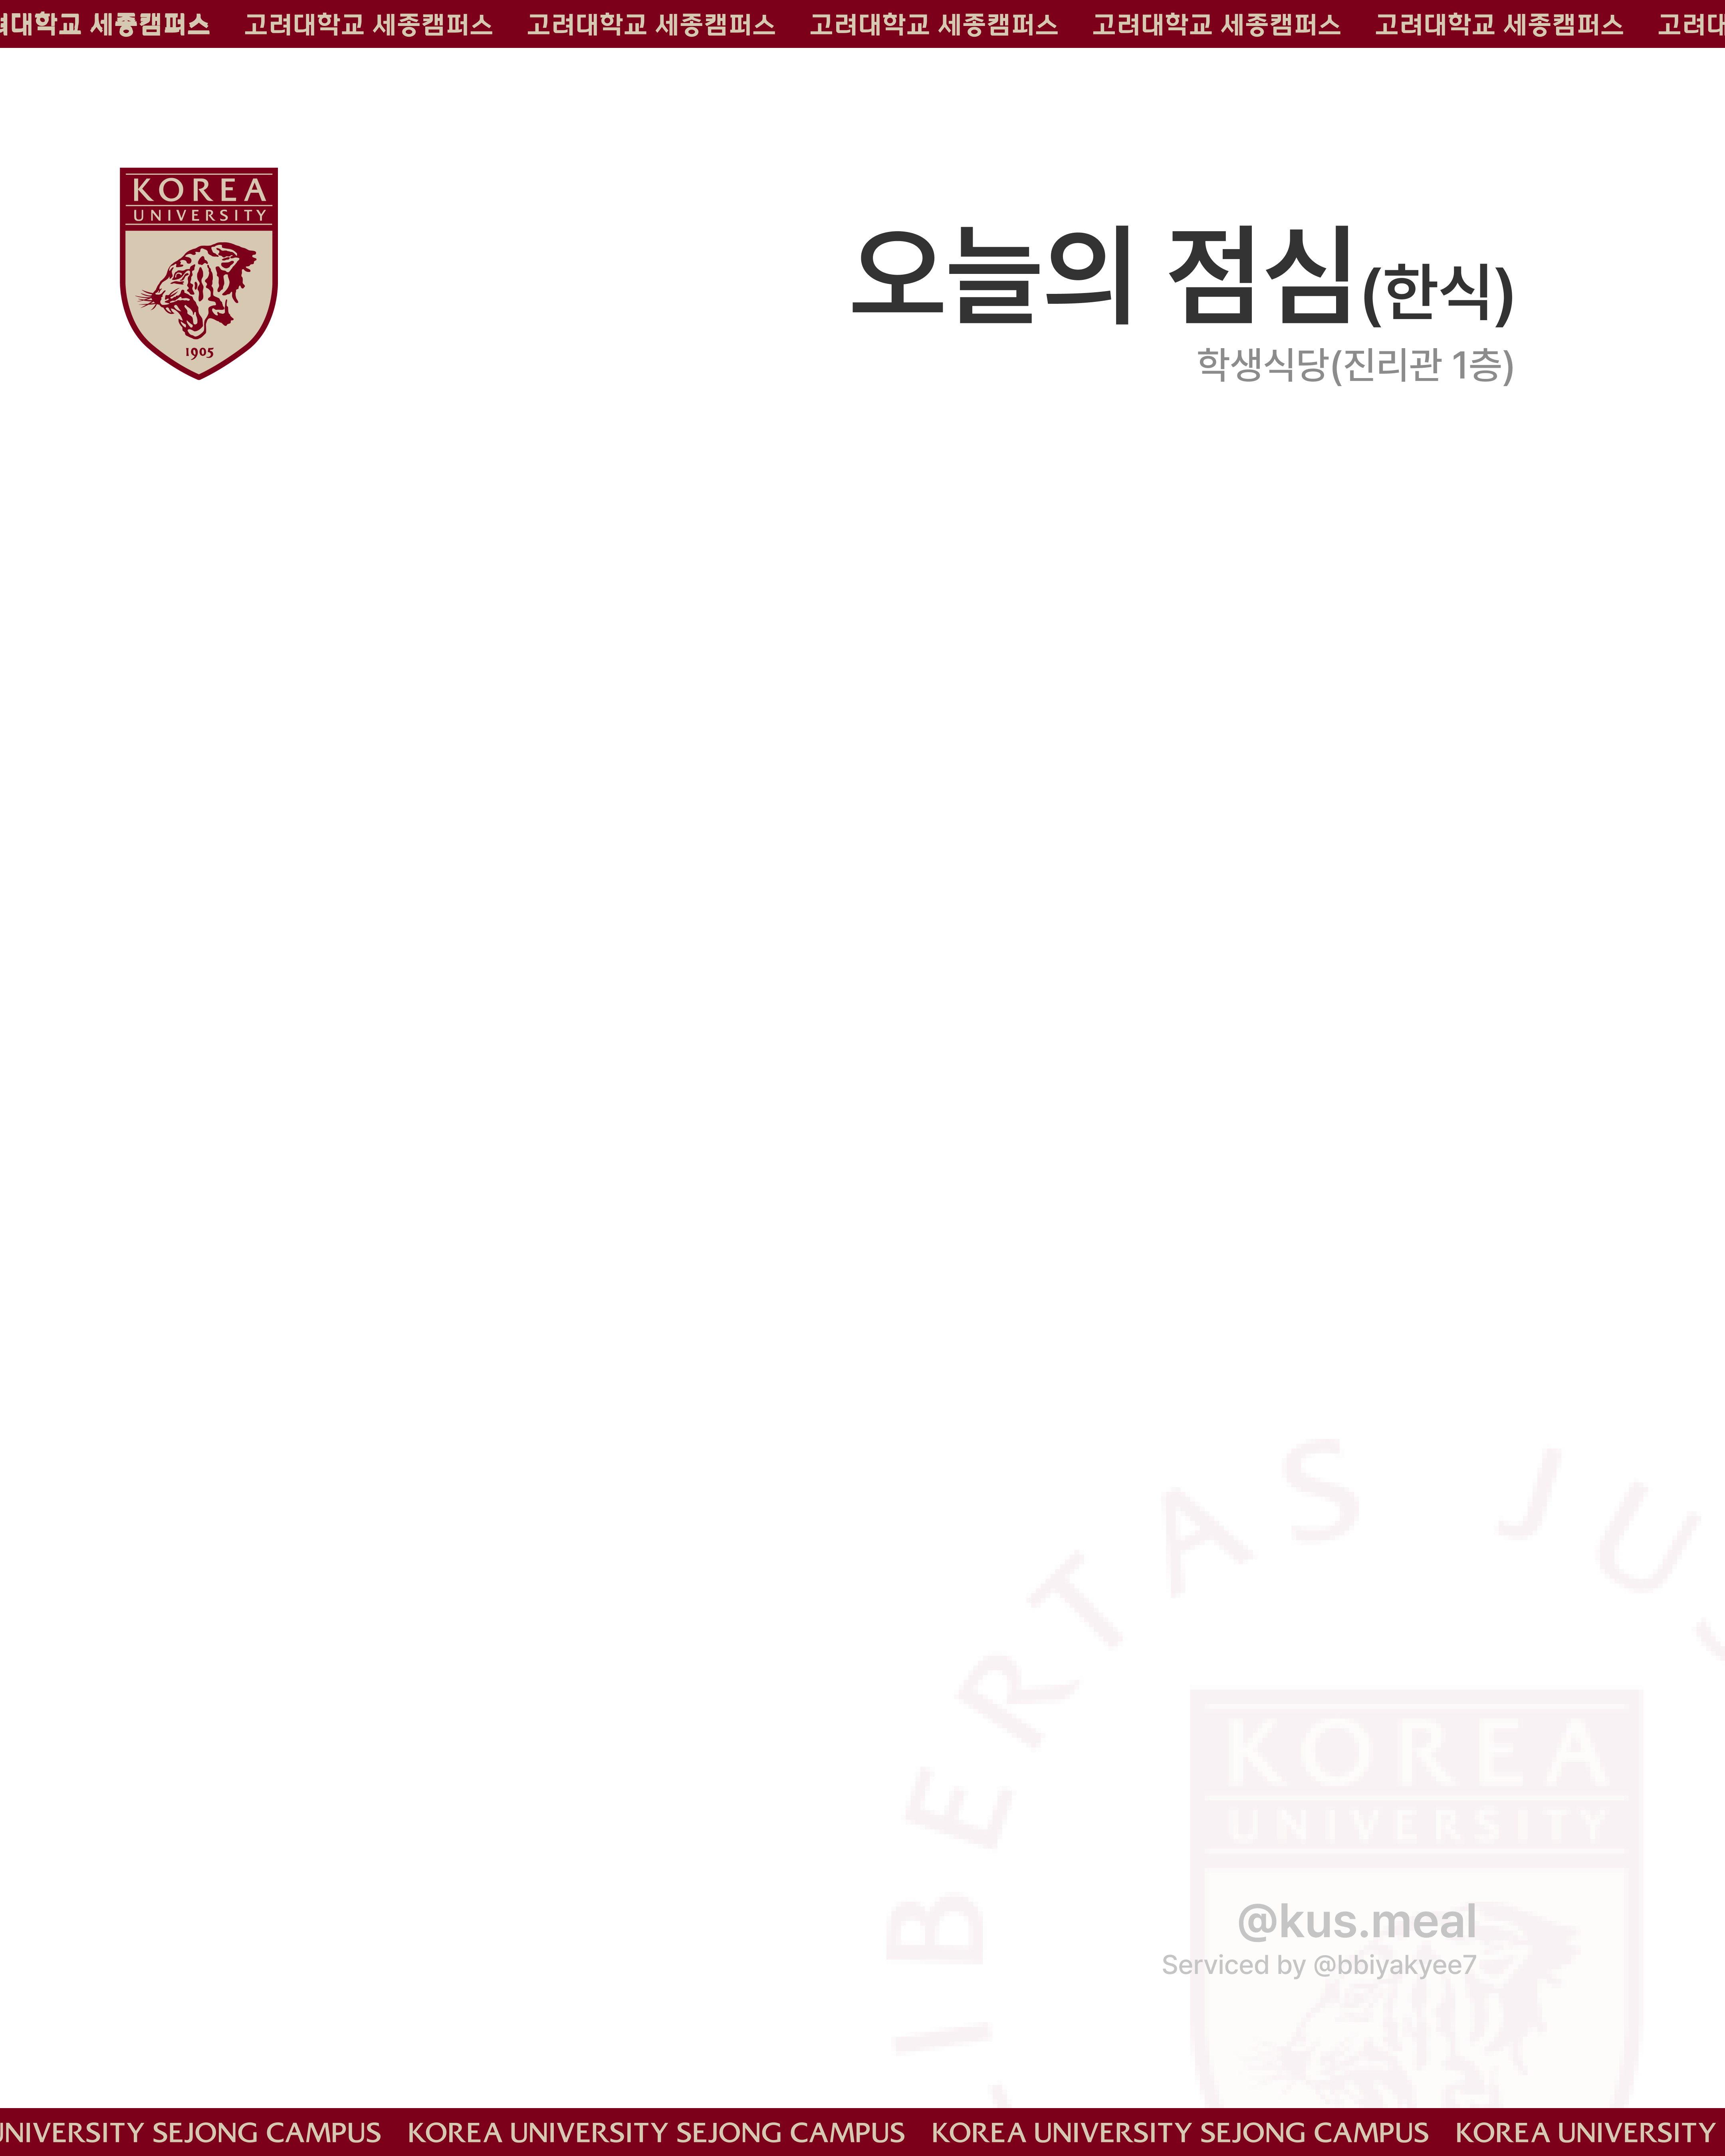 려대학교 세종캠퍼스 고려대학교 세종캠퍼스 고려대학교 세종캠퍼스 고려대학교 세종캠퍼스 고려대학교 세종캠퍼스 고려대학교 세종캠퍼스 고려대
KOREA
UNIVERSITY
1905
오늘의 점심(한식)
학생식당(진리관 1층)
IBERTAS JU
KOREA
UNIVERSITY
@kus.meal
Serviced by @bbiyakyee7
UNIVERSITY SEJONG CAMPUS KOREA UNIVERSITY SEJONG CAMPUS KOREA UNIVERSITY SEJONG CAMPUS KOREA UNIVERSITY